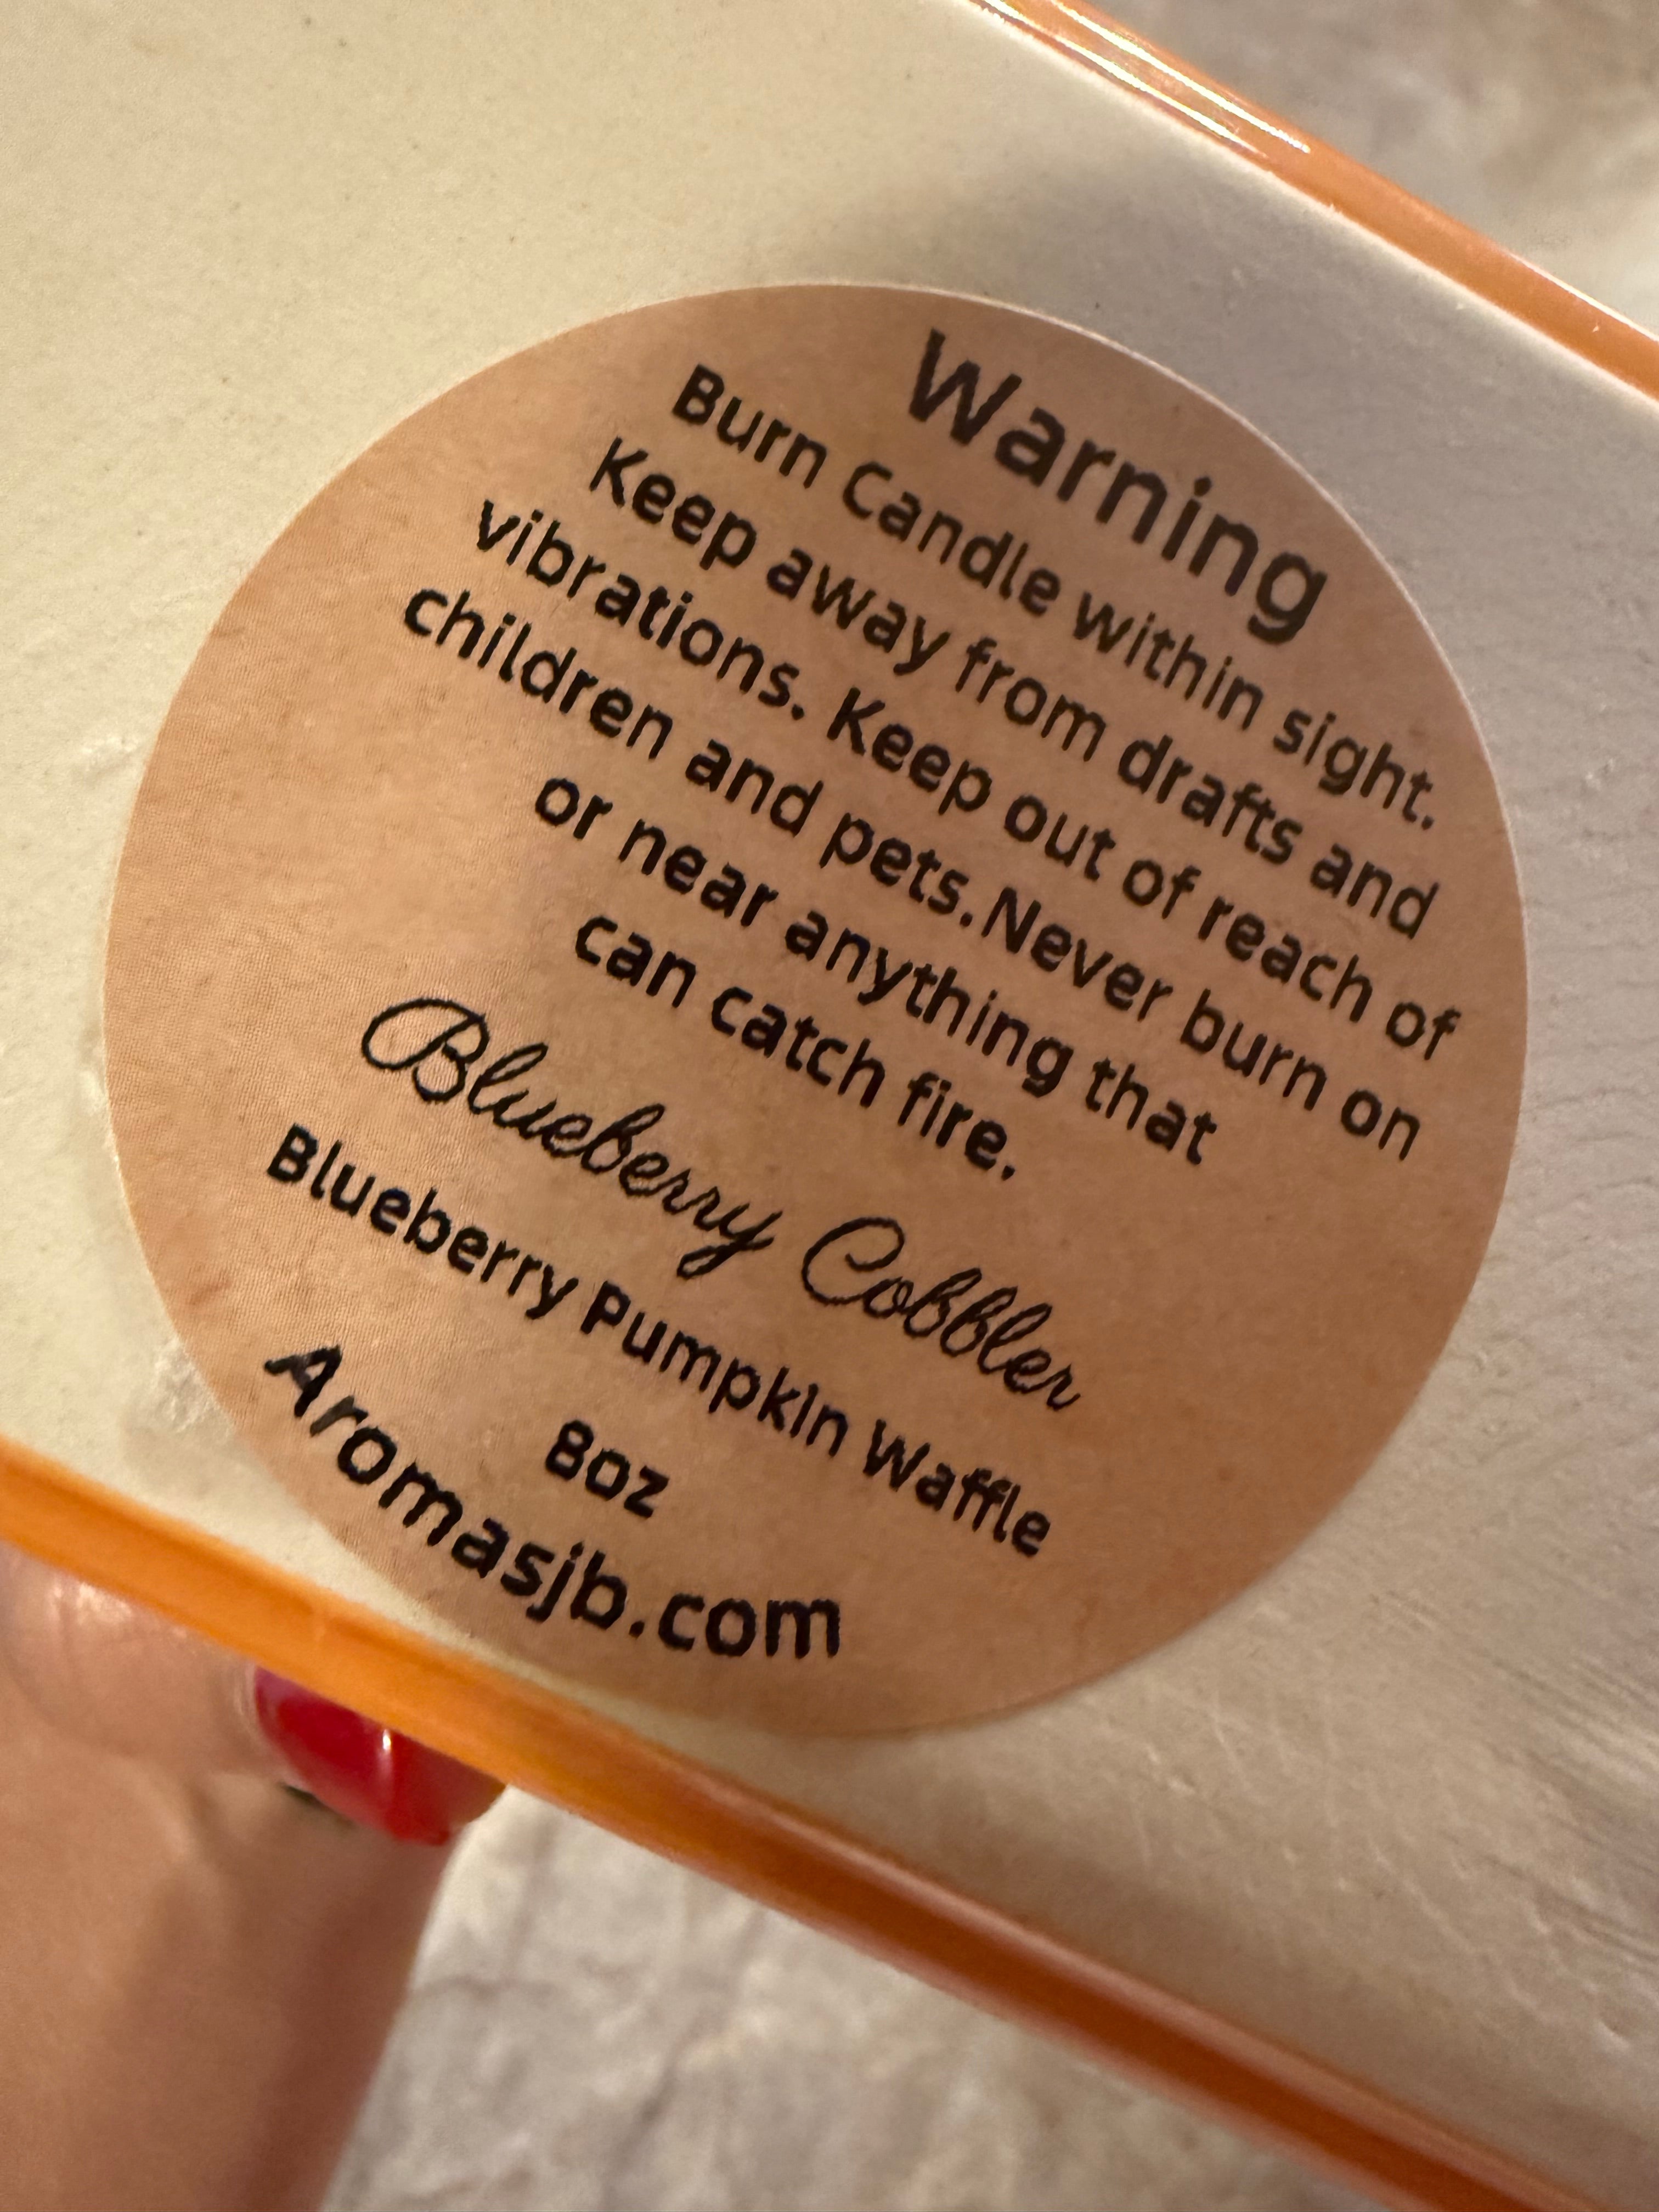 Warning
Burn Candle within sight.
Keep away from drafts and
vibrations. Keep out of reach of
children and pets.Never burn on
or near anything that
can catch fire.
Blueberry Cobbler
Blueberry Pumpkin Waffle
8oz
Aromasjb.com